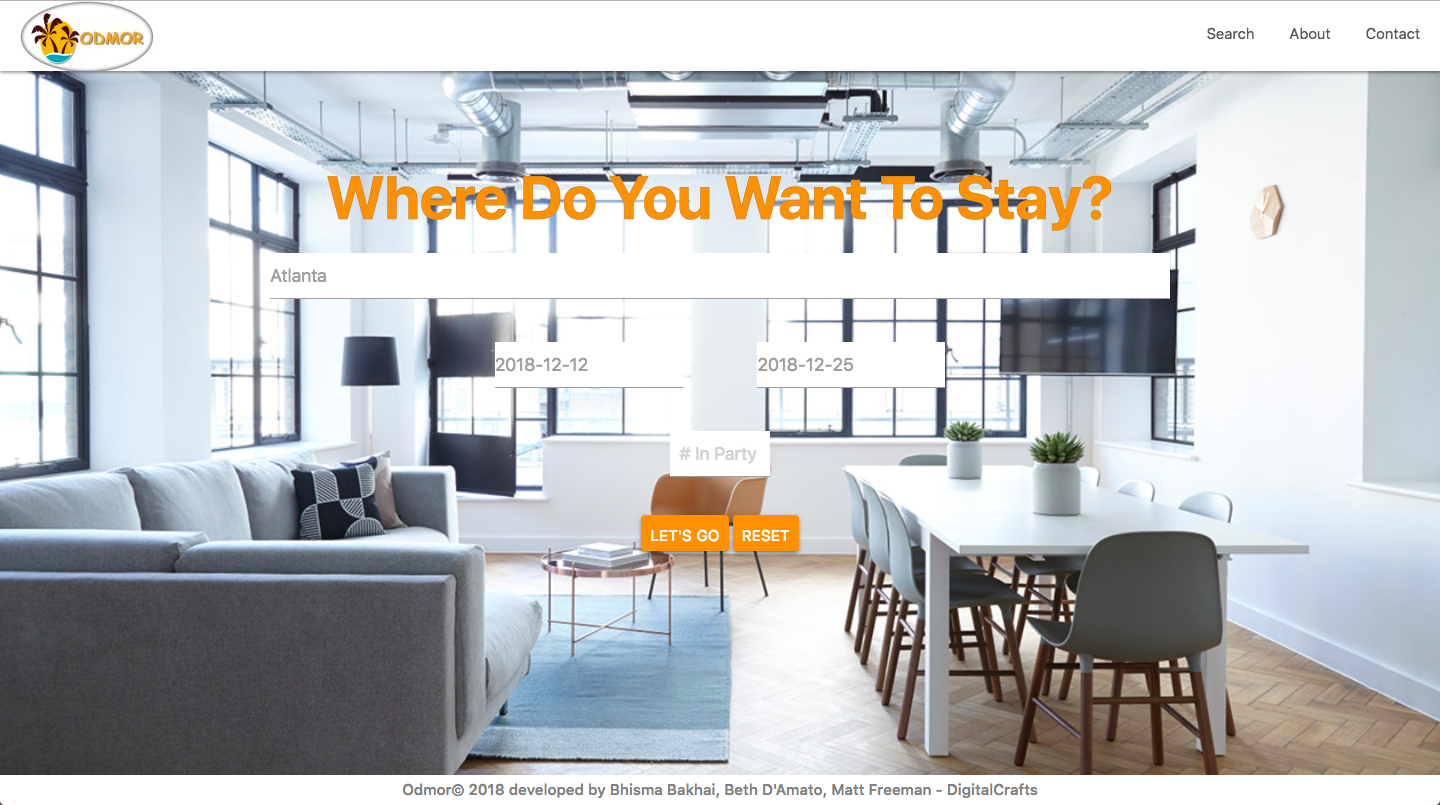 ODMOR
Search About Contact
Where Do You Want To Stay?
Atlanta
2018-12-12 2018-12-25
# In Party
LET'S GO RESET
Odmor© 2018 developed by Bhisma Bakhai, Beth D'Amato, Matt Freeman - DigitalCrafts